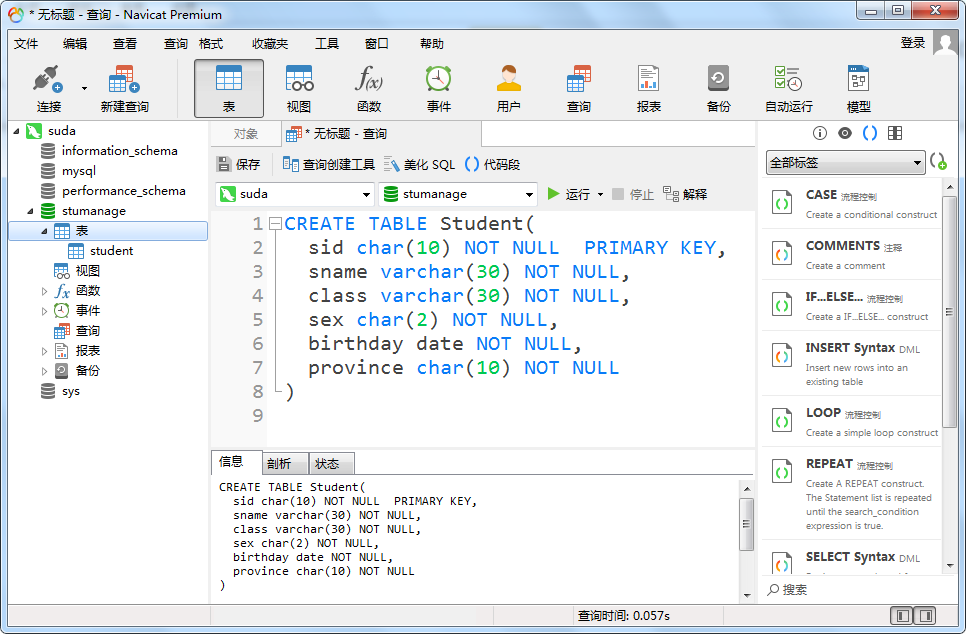 * 无标题 - 查询 - Navicat Premium
文件 编辑 查看 查询 格式 收藏夹 工具 窗口 帮助 登录
连接 新建查询 表 视图 函数 事件 用户 查询 报表 备份 自动运行 模型
suda
information_schema
mysql
performance_schema
stumanage
表
student
视图
函数
事件
查询
报表
备份
sys
对象 * 无标题 - 查询
保存 查询创建工具 美化 SQL () 代码段
suda stumanage 运行 停止 解释
1 CREATE TABLE Student(
2 sid char(10) NOT NULL  PRIMARY KEY,
3 sname varchar(30) NOT NULL,
4 class varchar(30) NOT NULL,
5 sex char(2) NOT NULL,
6 birthday date NOT NULL,
7 province char(10) NOT NULL
8 )
9
信息 剖析 状态
CREATE TABLE Student(
sid char(10) NOT NULL  PRIMARY KEY,
sname varchar(30) NOT NULL,
class varchar(30) NOT NULL,
sex char(2) NOT NULL,
birthday date NOT NULL,
province char(10) NOT NULL
)
全部标签
CASE 流程控制
Create a conditional construct
COMMENTS 注释
Create a comment
IF...ELSE... 流程控制
Create a IF...ELSE... construct
INSERT Syntax DML
Insert new rows into an
existing table
LOOP 流程控制
Create a simple loop construct
REPEAT 流程控制
Create A REPEAT construct.
The Statement list is repeated
until the search_condition
expression is true.
SELECT Syntax DML
搜索
查询时间: 0.057s